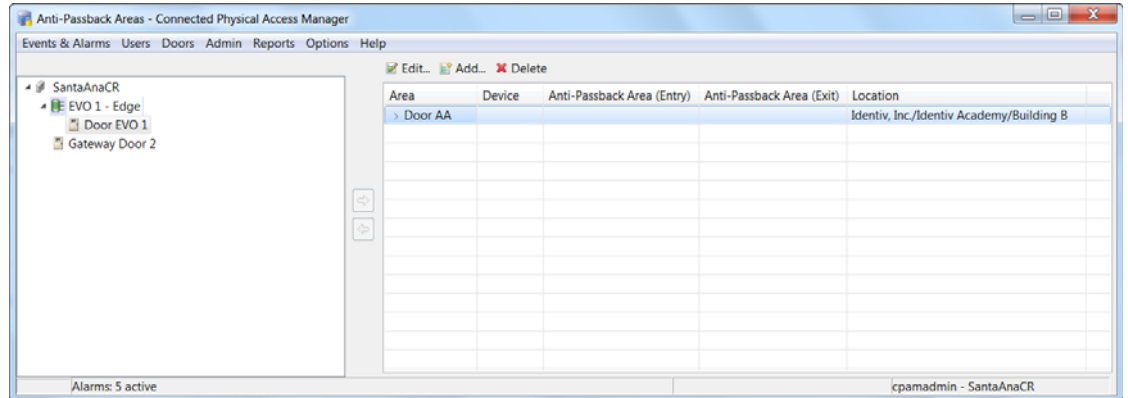 Anti-Passback Areas - Connected Physical Access Manager
Events & Alarms Users Doors Admin Reports Options Help
Edit... Add... Delete
SantaAnaCR
EVO 1 - Edge
Door EVO 1
Gateway Door 2
Area Device Anti-Passback Area (Entry) Anti-Passback Area (Exit) Location
Door AA Identiv, Inc./Identiv Academy/Building B
Alarms: 5 active cpamadmin - SantaAnaCR